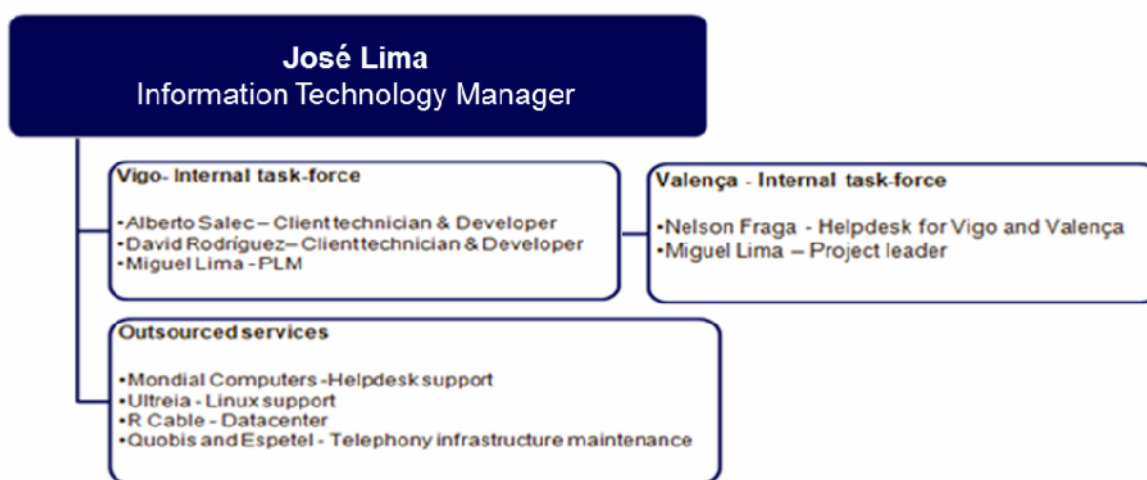 José Lima
Information Technology Manager
Vigo- Internal task-force
•Alberto Salec – Client technician & Developer
•David Rodríguez– Client technician & Developer
•Miguel Lima - PLM
Valença - Internal task-force
•Nelson Fraga - Helpdesk for Vigo and Valença
•Miguel Lima – Project leader
Outsourced services
•Mondial Computers -Helpdesk support
•Ultreia - Linux support
•R Cable - Datacenter
•Quobis and Espetel - Telephony infrastructure maintenance